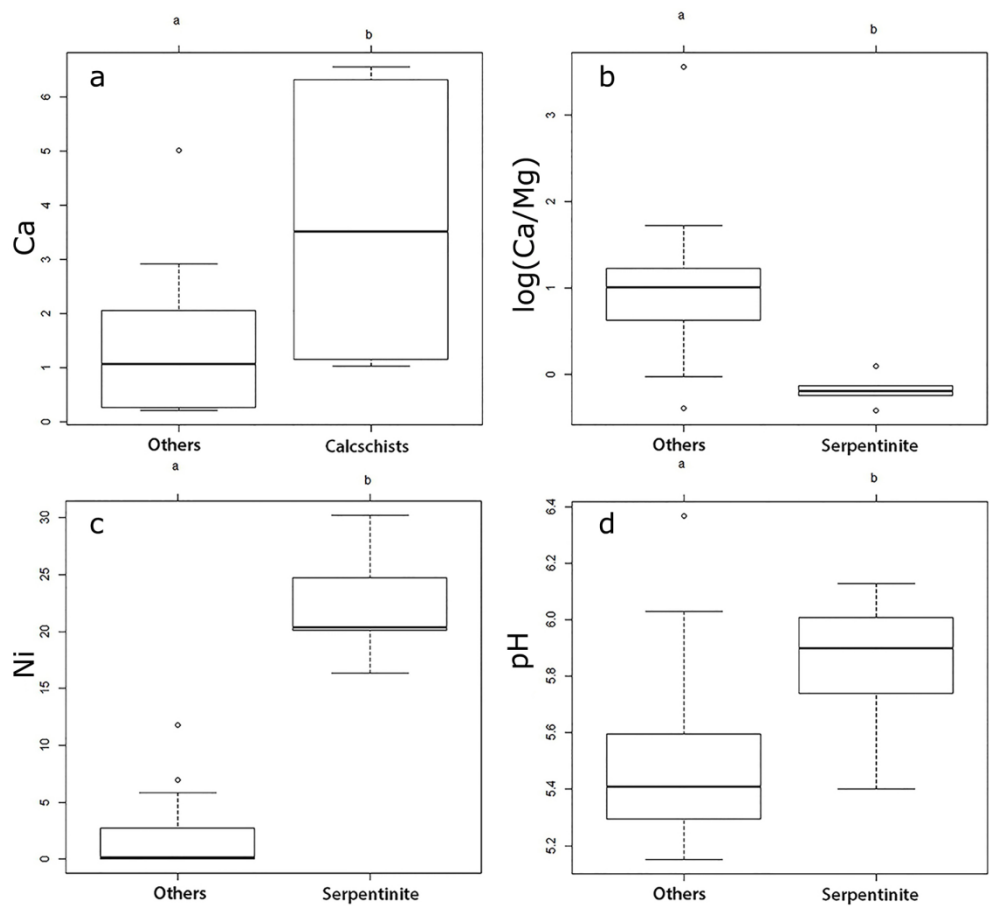 a b
a
Ca
6
5
4
3
2
1
0
Others Calcschists
a b
b
log(Ca/Mg)
3
2
1
0
Others Serpentinite
a b
c
Ni
30
25
20
15
10
5
0
Others Serpentinite
a b
d
pH
6.4
6.2
6.0
5.8
5.6
5.4
5.2
Others Serpentinite